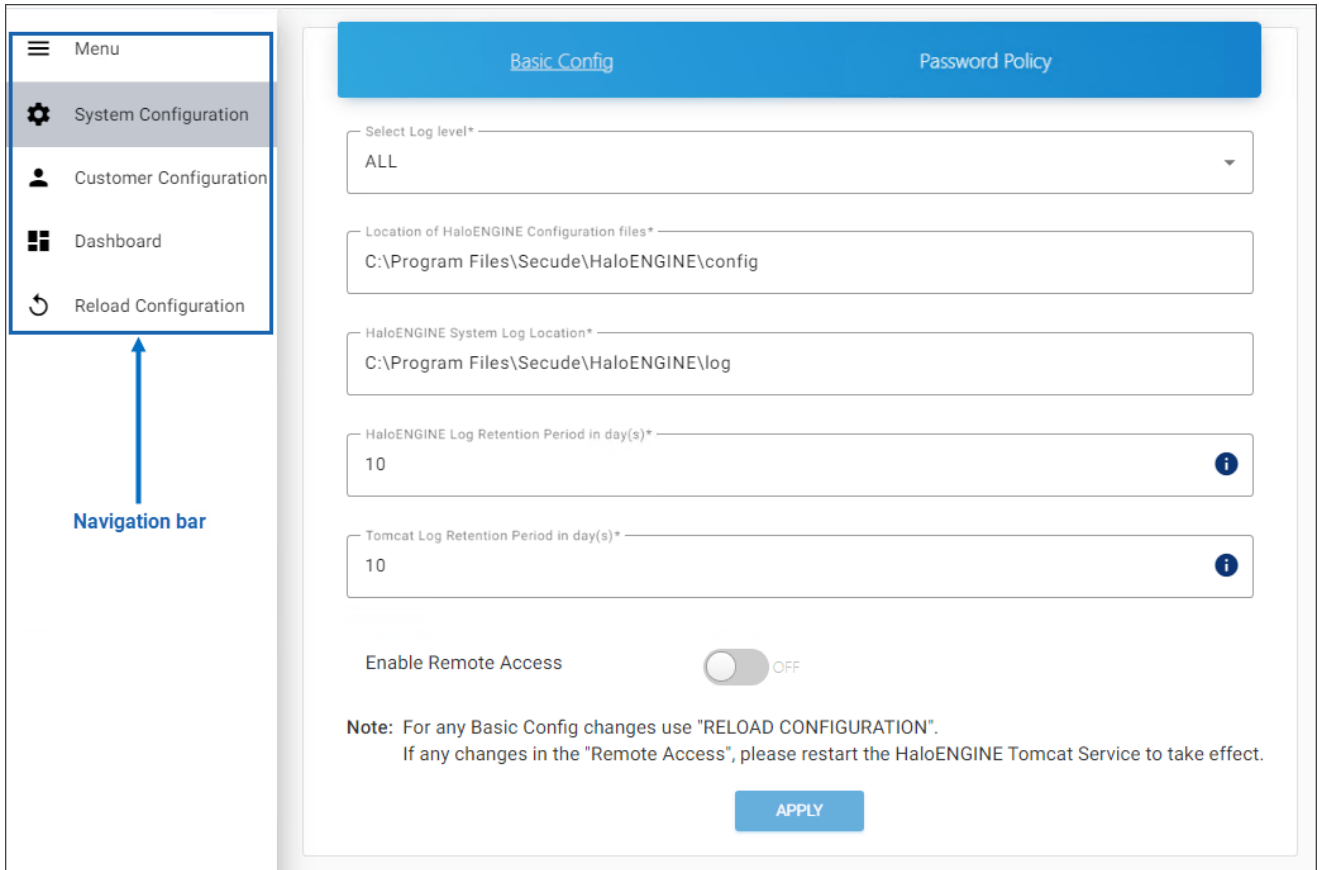 Menu
System Configuration
Customer Configuration
Dashboard
Reload Configuration
Navigation bar
Basic Config
Password Policy
Select Log level*
ALL
Location of HaloENGINE Configuration files*
C:\Program Files\Secude\HaloENGINE\config
HaloENGINE System Log Location*
C:\Program Files\Secude\HaloENGINE\log
HaloENGINE Log Retention Period in day(s)*
10
Tomcat Log Retention Period in day(s)*
10
Enable Remote Access
OFF
Note: For any Basic Config changes use "RELOAD CONFIGURATION".
If any changes in the "Remote Access", please restart the HaloENGINE Tomcat Service to take effect.
APPLY